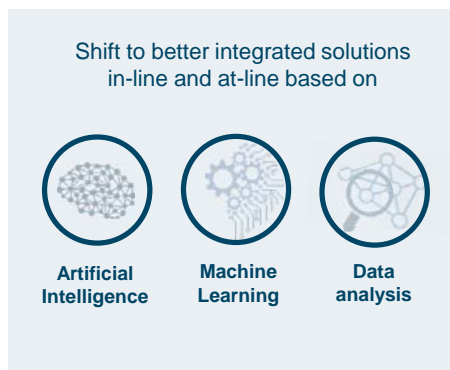 Shift to better integrated solutions
in-line and at-line based on
Artificial
Intelligence
Machine
Learning
Data
analysis